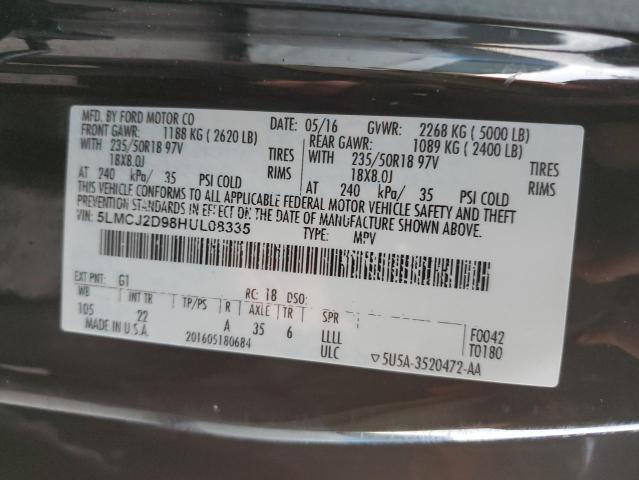 MFD. BY FORD MOTOR CO DATE: 05/16 GVWR: 2268 KG ( 5000 LB)
FRONT GAWR: 1188 KG ( 2620 LB) REAR GAWR: 1089 KG ( 2400 LB)
WITH 235/50R18 97V TIRES WITH 235/50R18 97V TIRES
18X8.0J RIMS 18X8.0J RIMS
AT 240 kPa/ 35 PSI COLD AT 240 kPa/ 35 PSI COLD
THIS VEHICLE CONFORMS TO ALL APPLICABLE FEDERAL MOTOR VEHICLE SAFETY AND THEFT
PREVENTION STANDARDS IN EFFECT ON THE DATE OF MANUFACTURE SHOWN ABOVE.
VIN: 5LMCJ2D98HUL08335 TYPE: MPV
EXT PNT: G1 RC: 18 DSO:
WB INT TR TP/PS R AXLE TR SPR F0042
105 22 A 35 6 LLLL T0180
MADE IN U.S.A. 201605180684 ULC ▽5U5A-3520472-AA